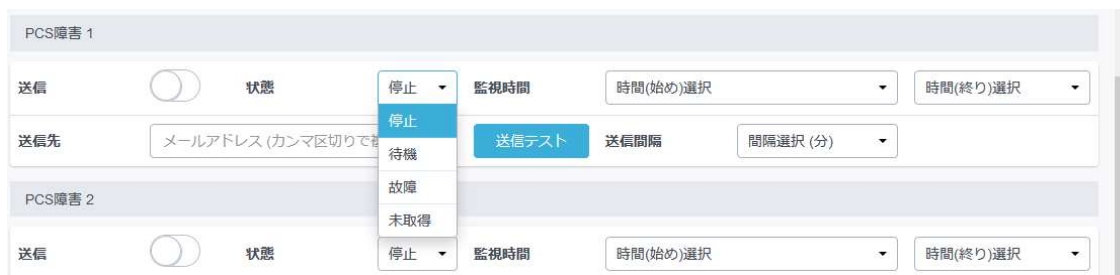 PCS障害 1
送信 状態 停止 監視時間 時間(始め)選択 時間(終り)選択
停止
送信先 メールアドレス (カンマ区切りで 送信テスト 送信間隔 間隔選択 (分)
待機
故障
PCS障害 2
未取得
送信 状態 停止 監視時間 時間(始め)選択 時間(終り)選択